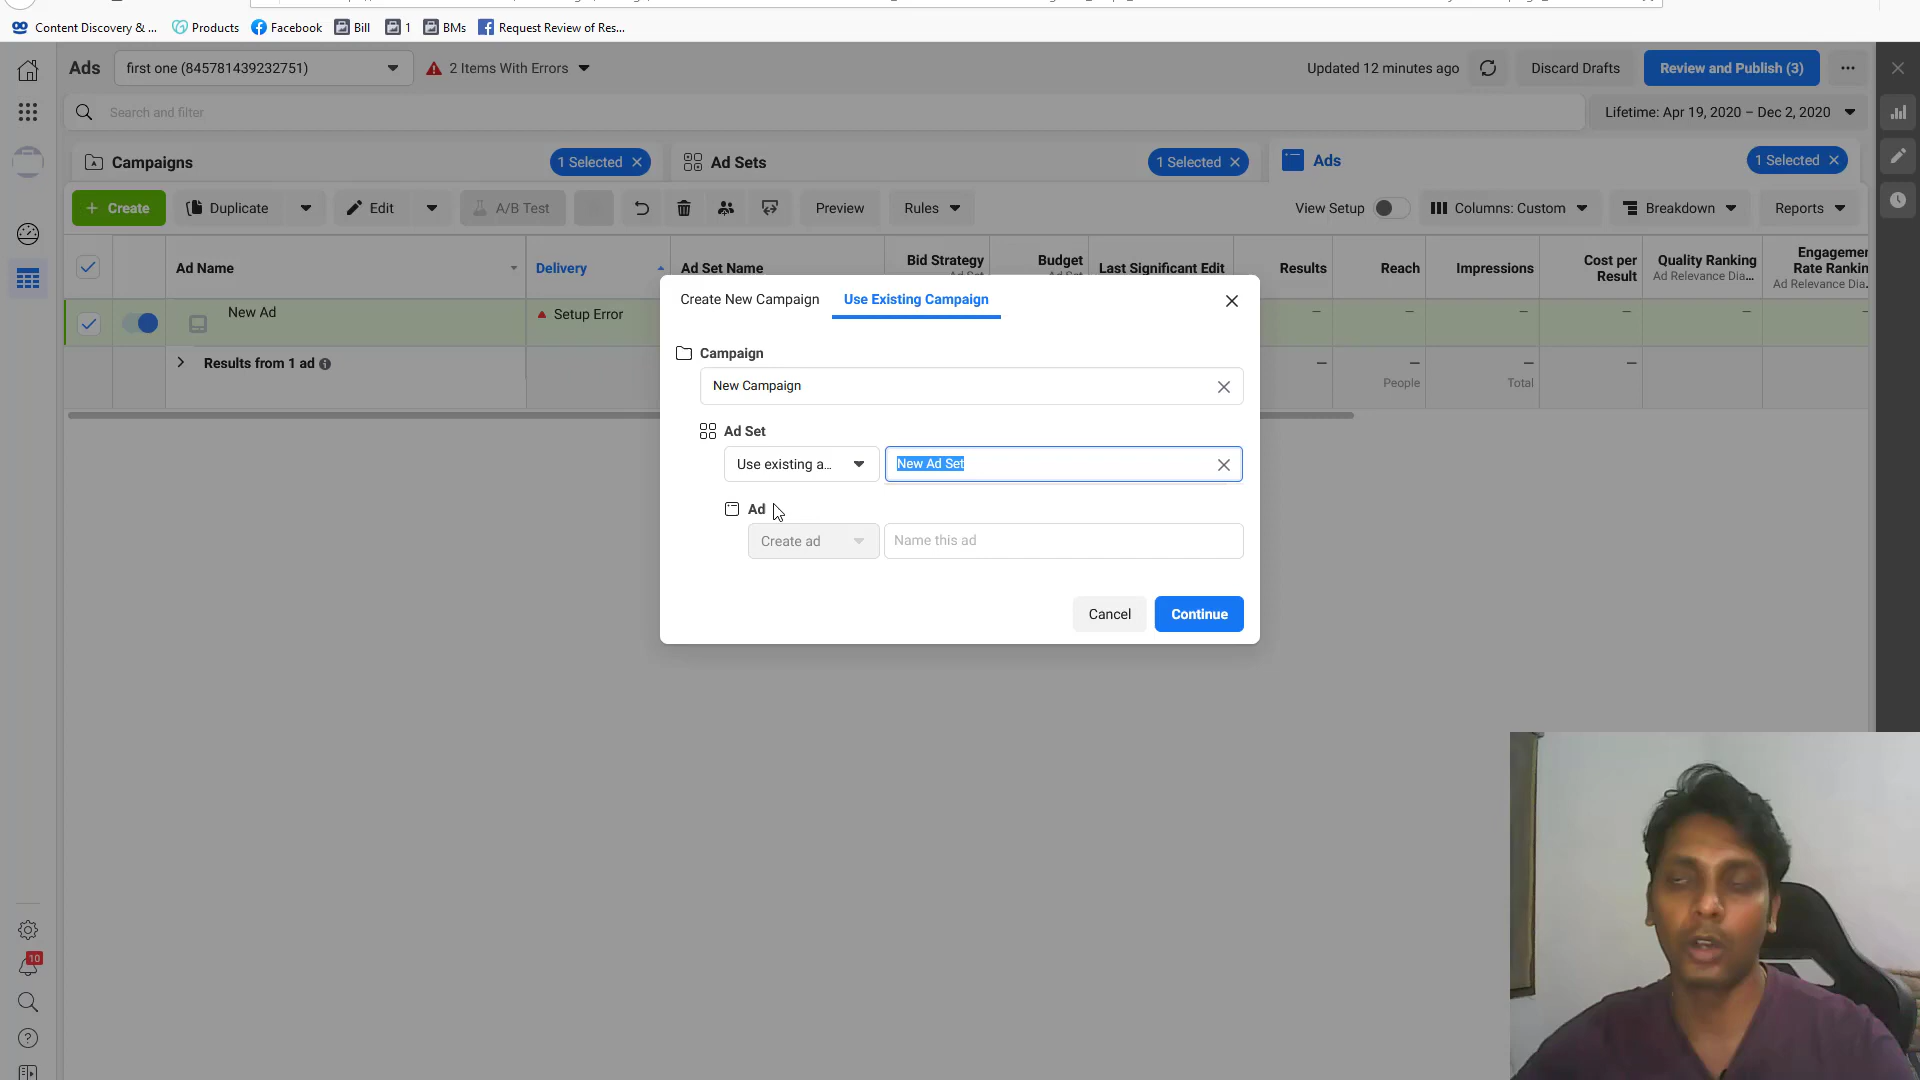 Content Discovery &... Products Facebook Bill 1 BMs Request Review of Res...
Ads first one (845781439232751) 2 Items With Errors Updated 12 minutes ago Discard Drafts Review and Publish (3) ...
Search and filter Lifetime: Apr 19, 2020 – Dec 2, 2020
Campaigns 1 Selected Ad Sets 1 Selected Ads 1 Selected
+ Create Duplicate Edit A/B Test Preview Rules View Setup Columns: Custom Breakdown Reports
Ad Name Delivery Ad Set Name Bid Strategy Budget Last Significant Edit Results Reach Impressions Cost per Result Quality Ranking Ad Relevance Dia... Engagemen Rate Rankin Ad Relevance Dia...
New Ad Setup Error — — — — —
Results from 1 ad — — — —
People Total
Create New Campaign Use Existing Campaign
Campaign
New Campaign
Ad Set
Use existing a... New Ad Set
Ad
Create ad Name this ad
Cancel Continue
10